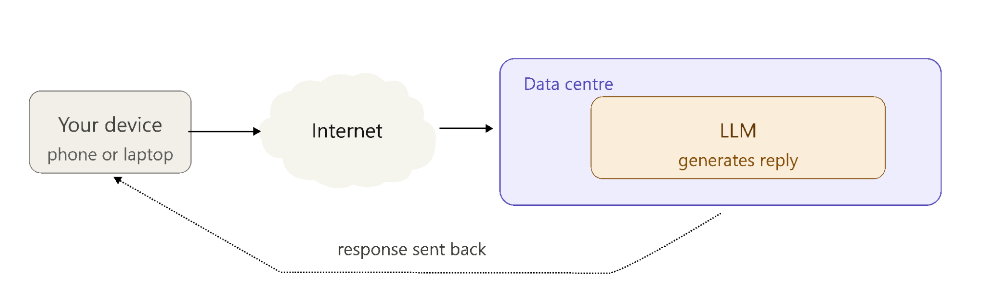 Your device
phone or laptop
Internet
Data centre
LLM
generates reply
response sent back